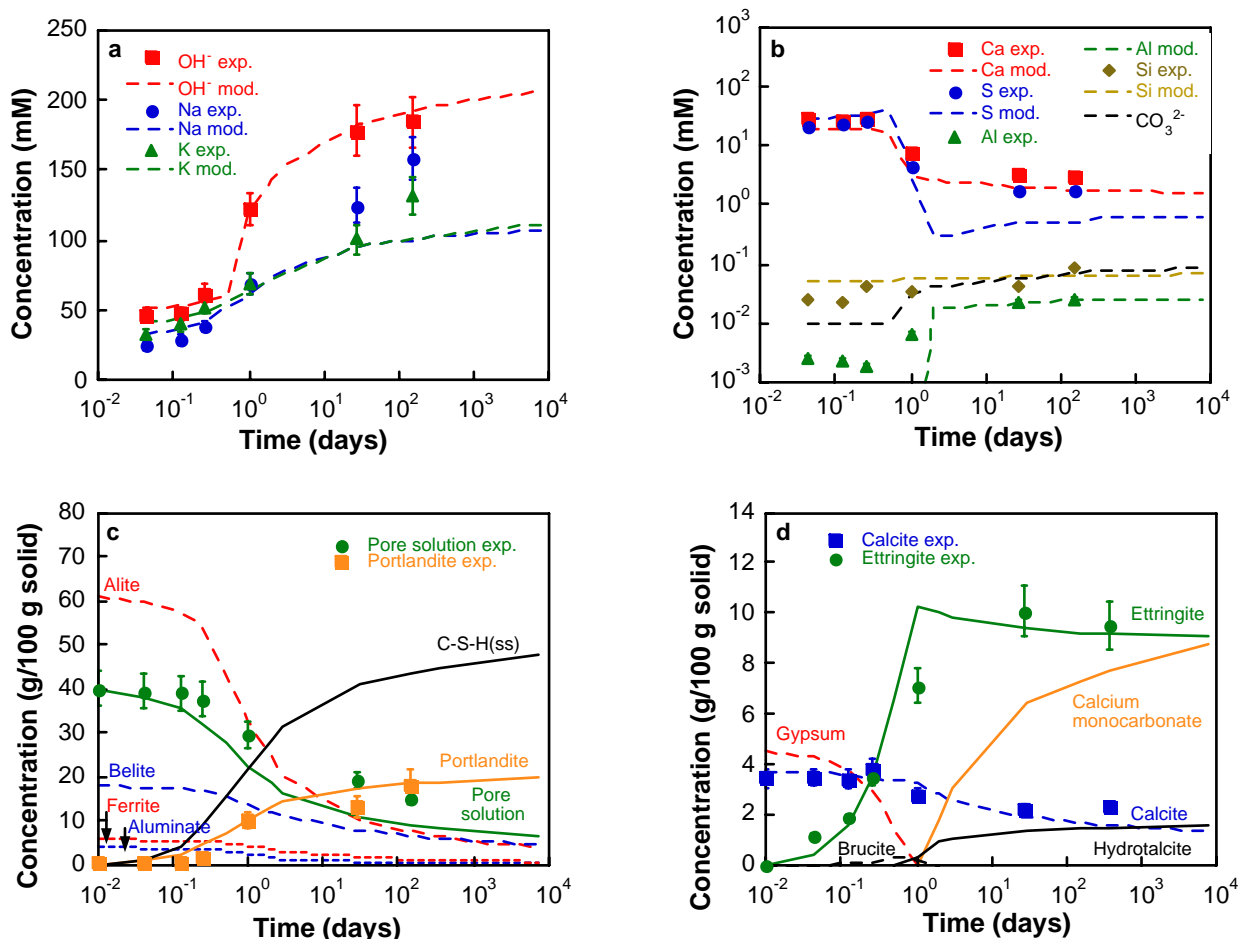 a
OH⁻ exp.
OH⁻ mod.
Na exp.
Na mod.
K exp.
K mod.
Concentration (mM)
250
200
150
100
50
0
10⁻² 10⁻¹ 10⁰ 10¹ 10² 10³ 10⁴
Time (days)
b
Ca exp.
Ca mod.
S exp.
S mod.
Al exp.
Al mod.
Si exp.
Si mod.
CO₃²⁻
Concentration (mM)
10³
10²
10¹
10⁰
10⁻¹
10⁻²
10⁻³
10⁻² 10⁻¹ 10⁰ 10¹ 10² 10³ 10⁴
Time (days)
c
Pore solution exp.
Portlandite exp.
Alite
C-S-H(ss)
Belite
Portlandite
Ferrite
Aluminate
Pore
solution
Concentration (g/100 g solid)
80
70
60
50
40
30
20
10
0
10⁻² 10⁻¹ 10⁰ 10¹ 10² 10³ 10⁴
Time (days)
d
Calcite exp.
Ettringite exp.
Ettringite
Calcium
monocarbonate
Gypsum
Calcite
Brucite
Hydrotalcite
Concentration (g/100 g solid)
14
12
10
8
6
4
2
0
10⁻² 10⁻¹ 10⁰ 10¹ 10² 10³ 10⁴
Time (days)